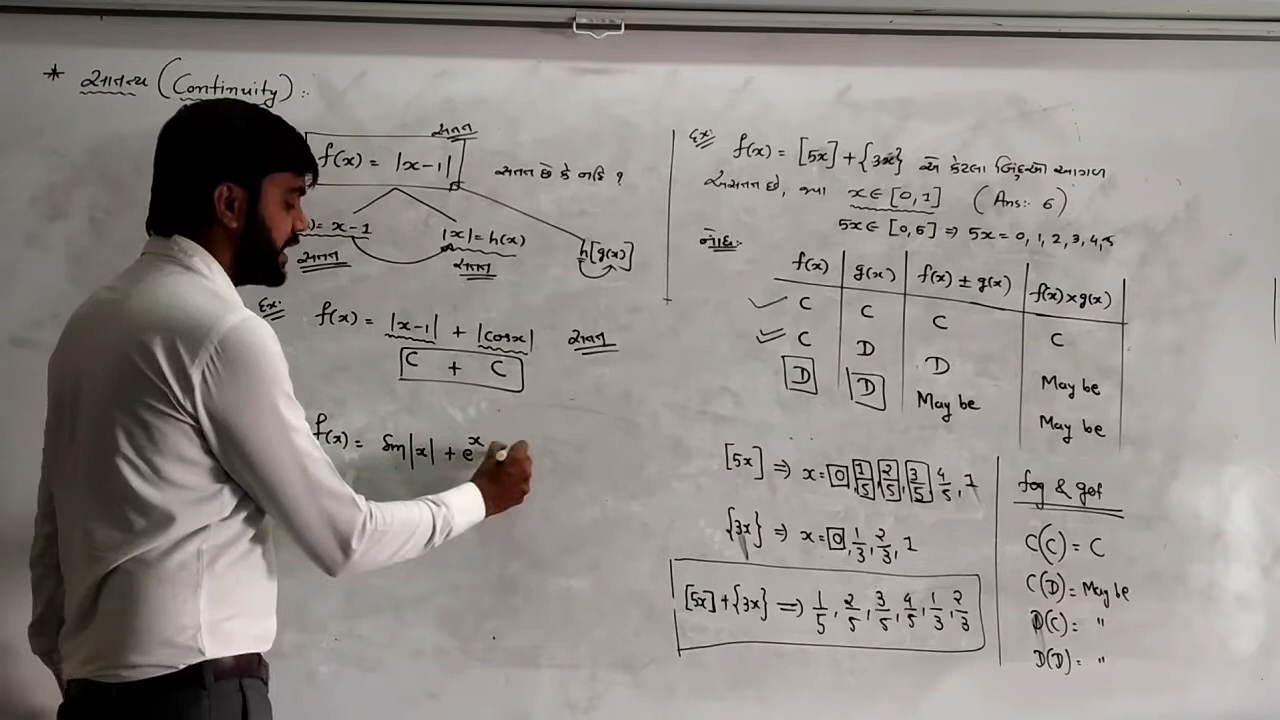 * સાતત્ય (Continuity) :-
સતત
f(x) = |x-1|
સતત છે કે નહિ ?
) = x-1
સતત
|x| = h(x)
સતત
h[g(x)]
Ex:
f(x) = |x-1| + |cosx|
સતત
C + C
f(x) = sin|x| + e^x
Ex:
f(x) = [5x] + {3x} એ કેટલા બિંદુએ આગળ
અસતત છે, જ્યાં x∈[0,1] (Ans:- 6)
5x∈[0,5] ⇒ 5x = 0, 1, 2, 3, 4, 5
નોંધ:-
f(x) g(x) f(x) ± g(x) f(x) × g(x)
✓ C C C C
✓ C D D May be
D D May be May be
[5x] ⇒ x = 0, 1/5, 2/5, 3/5, 4/5, 1
{3x} ⇒ x = 0, 1/3, 2/3, 1
[5x] + {3x} ⇒ 1/5, 2/5, 3/5, 4/5, 1/3, 2/3
fog & gof
C(C) = C
C(D) = May be
D(C) = "
D(D) = "